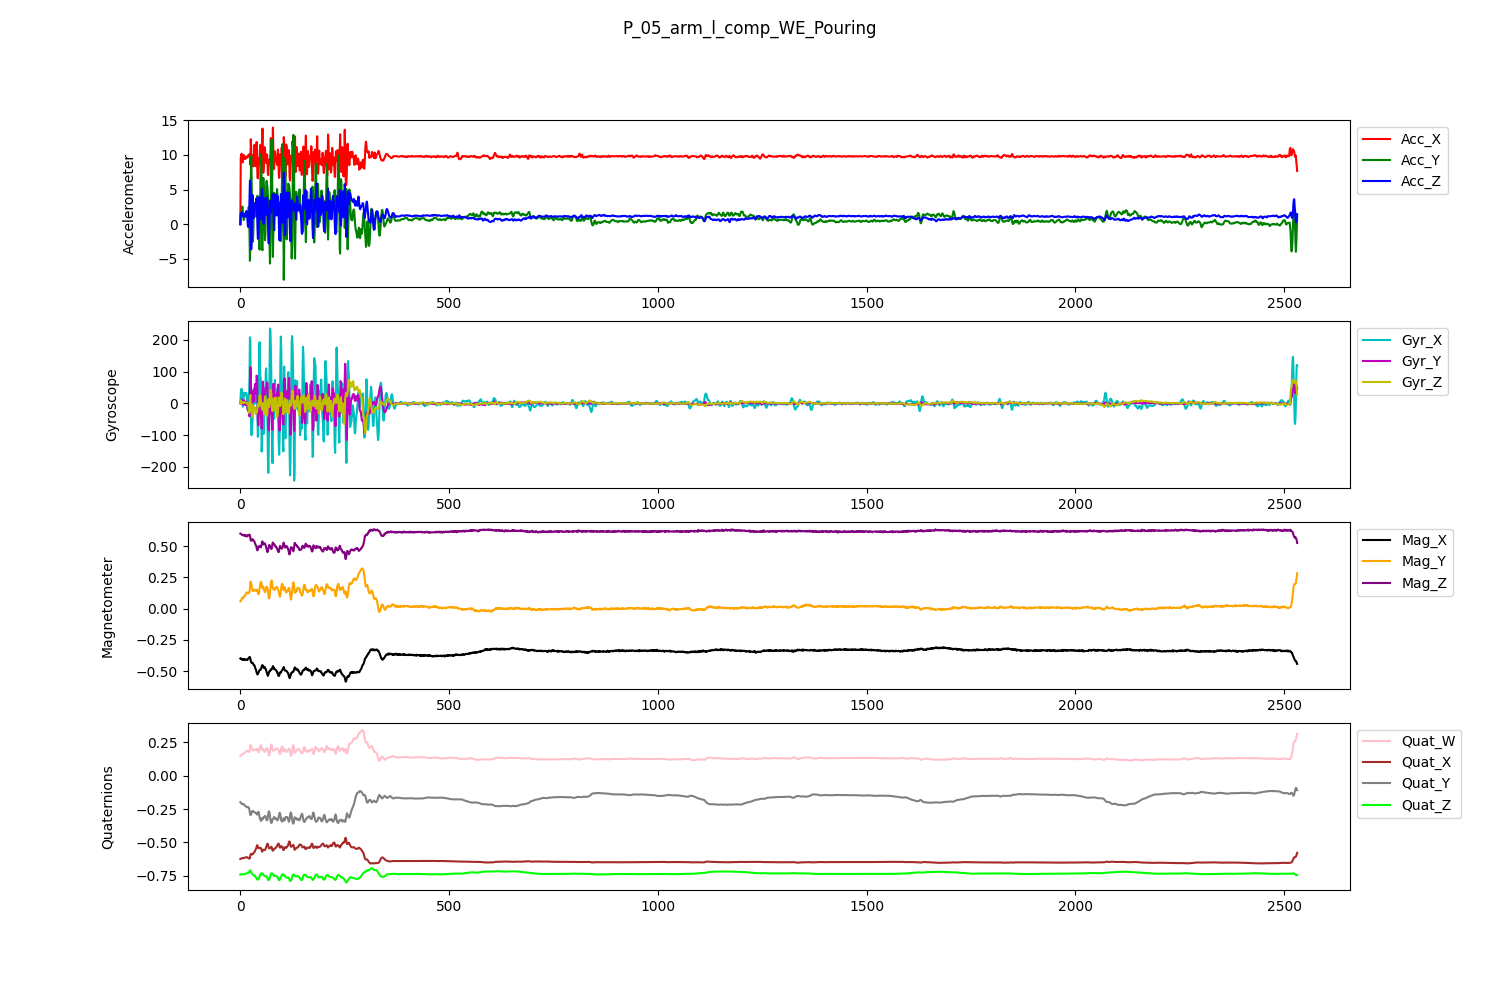 P_05_arm_l_comp_WE_Pouring
Accelerometer
15
10
5
0
−5
0 500 1000 1500 2000 2500
Acc_X
Acc_Y
Acc_Z
Gyroscope
200
100
0
−100
−200
0 500 1000 1500 2000 2500
Gyr_X
Gyr_Y
Gyr_Z
Magnetometer
0.50
0.25
0.00
−0.25
−0.50
0 500 1000 1500 2000 2500
Mag_X
Mag_Y
Mag_Z
Quaternions
0.25
0.00
−0.25
−0.50
−0.75
0 500 1000 1500 2000 2500
Quat_W
Quat_X
Quat_Y
Quat_Z